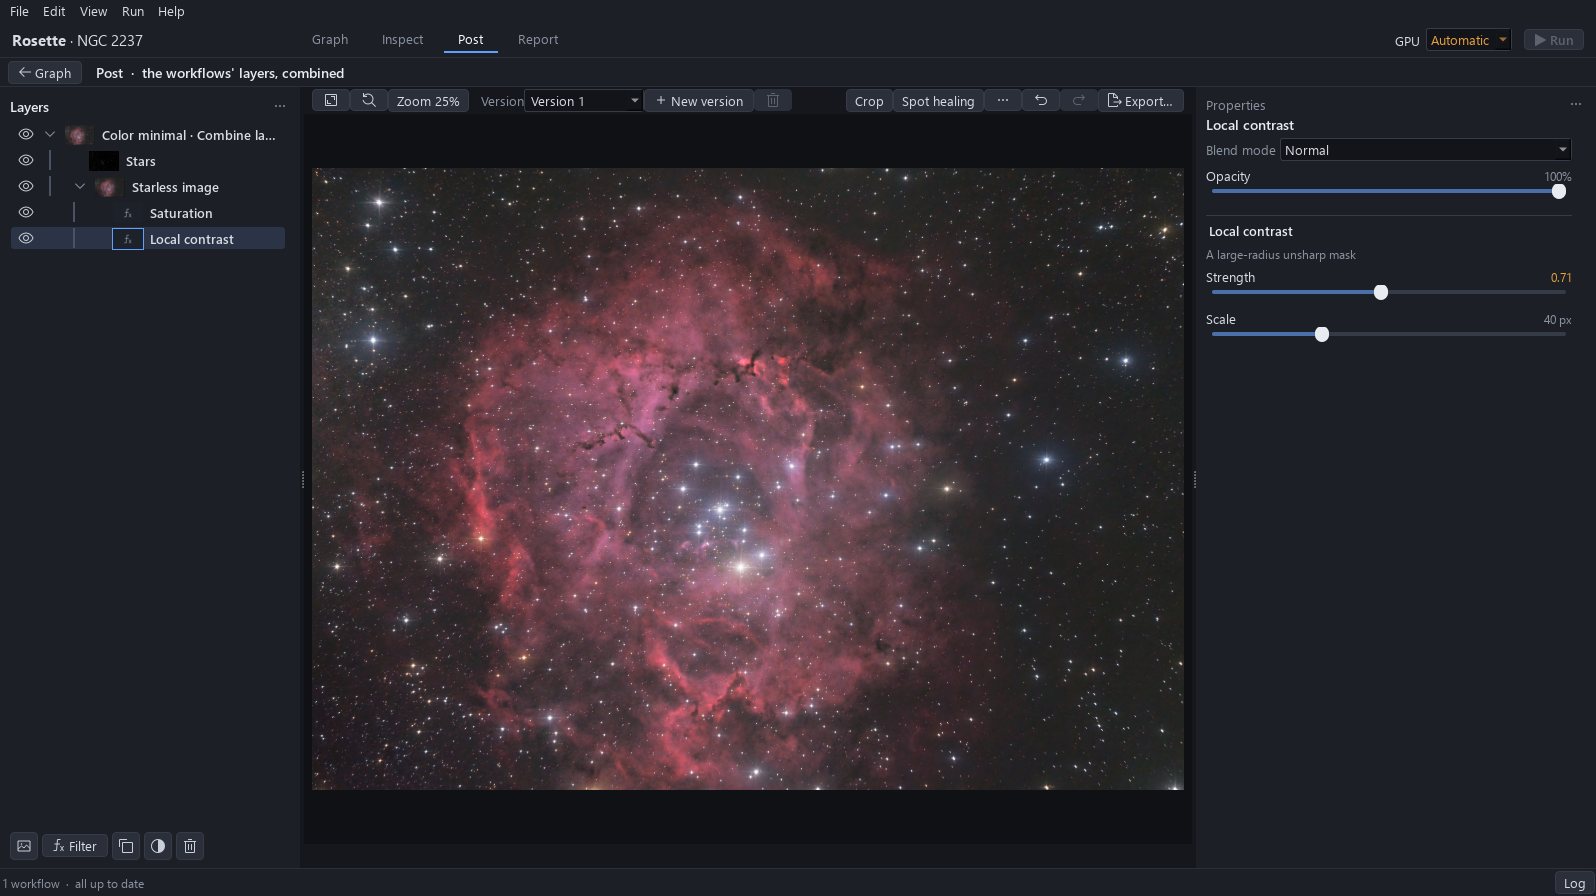 File Edit View Run Help
Rosette · NGC 2237
Graph Inspect Post Report
GPU Automatic Run
Graph
Post · the workflows' layers, combined
Layers ...
Zoom 25% Version Version 1 + New version
Crop Spot healing ... Export...
Properties ...
Color minimal · Combine la...
Stars
Starless image
fx Saturation
fx Local contrast
Local contrast
Blend mode Normal
Opacity 100%
Local contrast
A large-radius unsharp mask
Strength 0.71
Scale 40 px
fx Filter
1 workflow · all up to date
Log